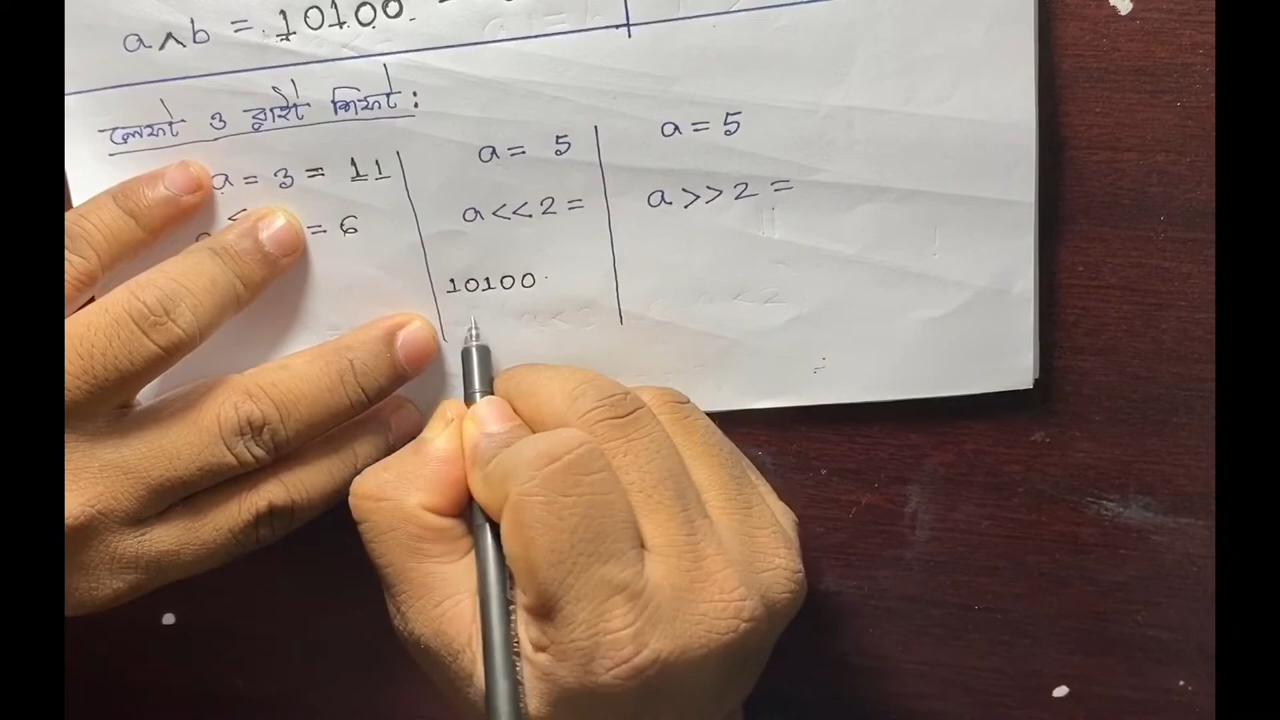 a∧b = 10100.
লেফট ও রাইট শিফট:
a = 3 = 11
= 6
a = 5
a<<2 =
10100
a = 5
a>>2 =